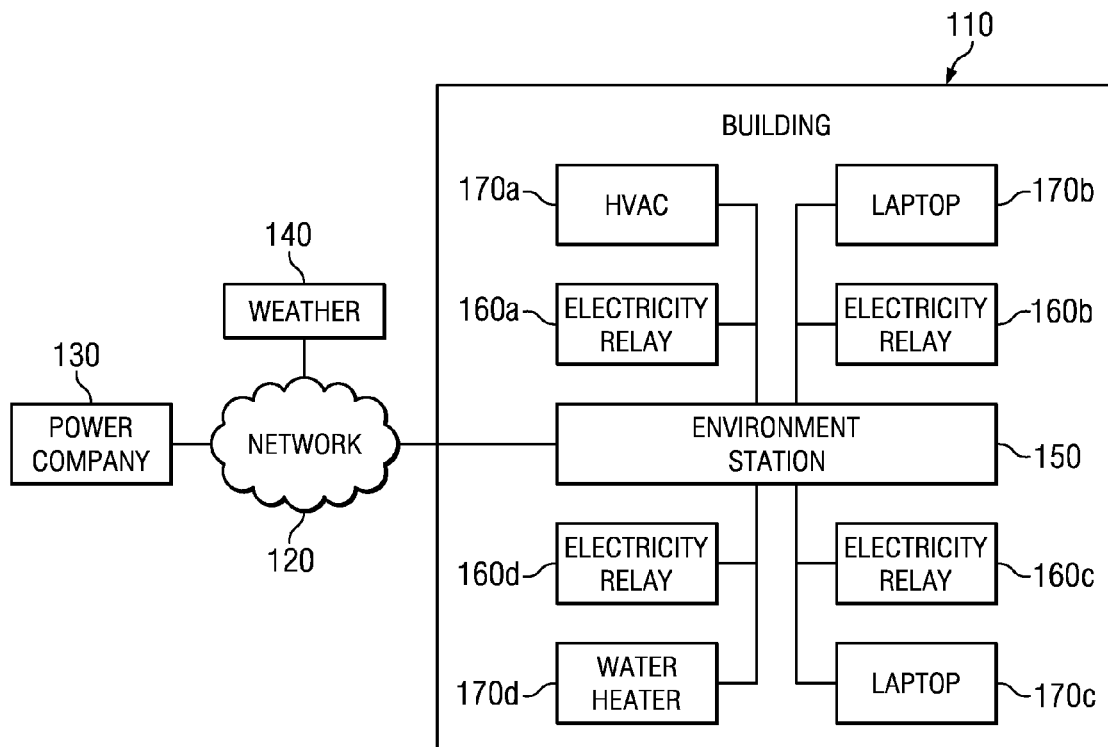 110
BUILDING
170a
HVAC
LAPTOP
170b
140
WEATHER
160a
ELECTRICITY
RELAY
ELECTRICITY
RELAY
160b
130
POWER
COMPANY
NETWORK
120
ENVIRONMENT
STATION
150
160d
ELECTRICITY
RELAY
ELECTRICITY
RELAY
160c
170d
WATER
HEATER
LAPTOP
170c